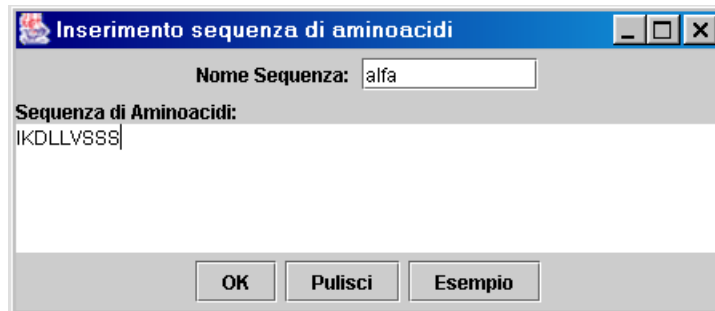 Inserimento sequenza di aminoacidi
Nome Sequenza: alfa
Sequenza di Aminoacidi:
IKDLLVSSS
OK Pulisci Esempio